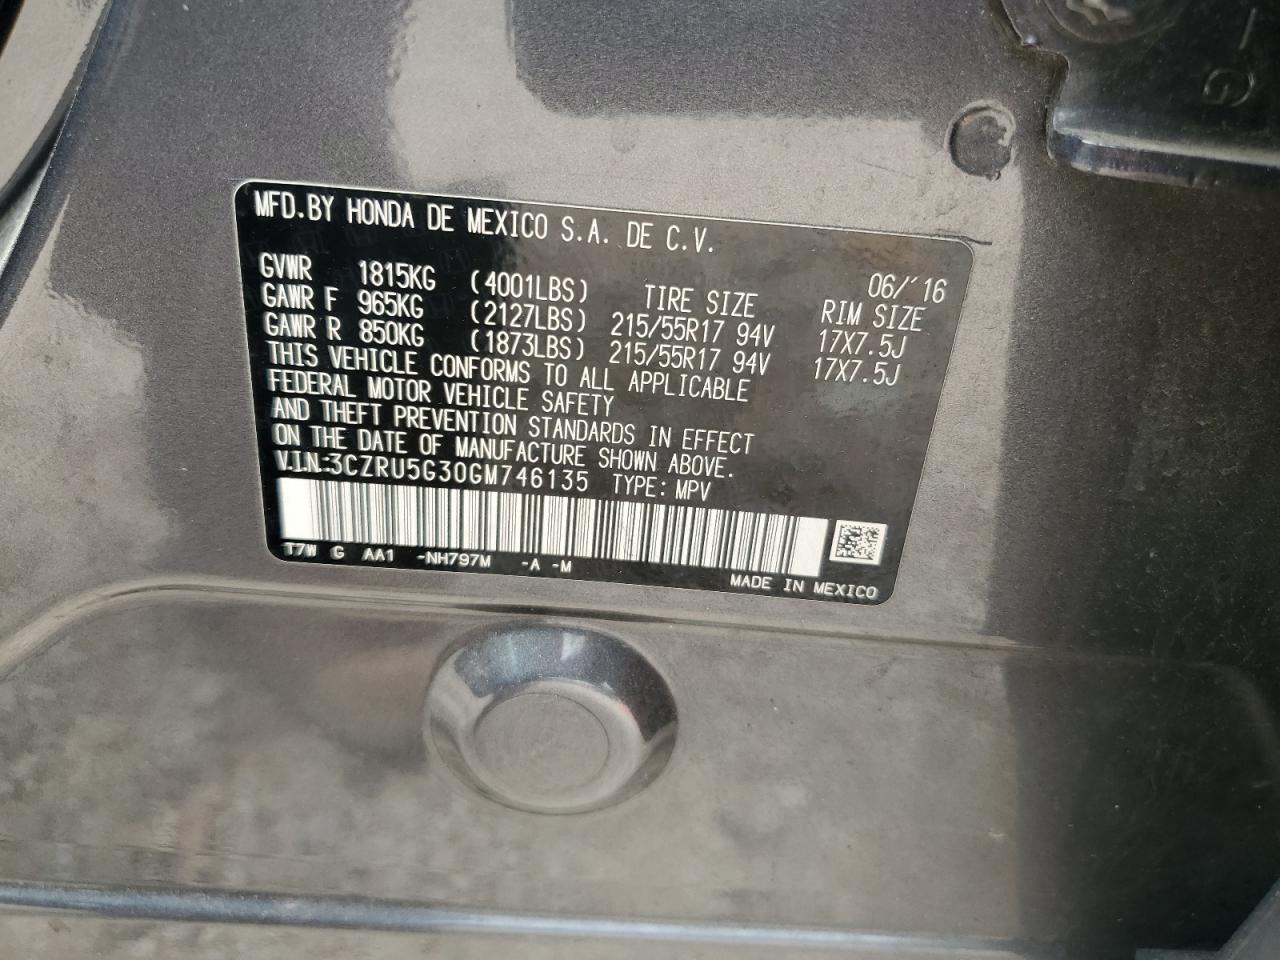 MFD.BY HONDA DE MEXICO S.A. DE C.V.
06/'16
GVWR 1815KG (4001LBS) TIRE SIZE RIM SIZE
GAWR F 965KG (2127LBS) 215/55R17 94V 17X7.5J
GAWR R 850KG (1873LBS) 215/55R17 94V 17X7.5J
THIS VEHICLE CONFORMS TO ALL APPLICABLE
FEDERAL MOTOR VEHICLE SAFETY
AND THEFT PREVENTION STANDARDS IN EFFECT
ON THE DATE OF MANUFACTURE SHOWN ABOVE.
V.I.N.:3CZRU5G30GM746135 TYPE: MPV
T7W G AA1 -NH797M -A -M
MADE IN MEXICO